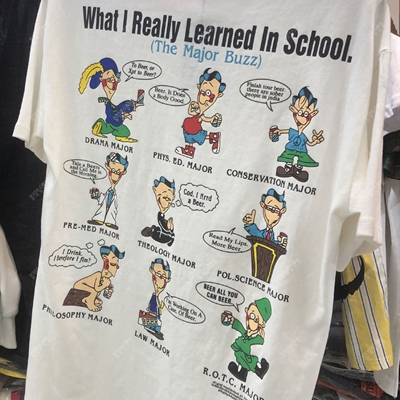 What I Really Learned In School.
(The Major Buzz)
To Beer, or
Not to Beer?
DRAMA MAJOR
Beer. It Does
a Body Good.
PHYS. ED. MAJOR
Finish your beer.
there are sober
people in india
CONSERVATION MAJOR
Take a Beer
and Call Me in
the Morning.
PRE-MED MAJOR
God, I Need
a Beer.
THEOLOGY MAJOR
Read My Lips,
More Beer.
POL.SCIENCE MAJOR
I Drink,
Therefore I Am!
PHILOSOPHY MAJOR
I'm Working On A
Case, Of Beer.
LAW MAJOR
BEER ALL YOU
CAN BEER.
R.O.T.C. MAJOR